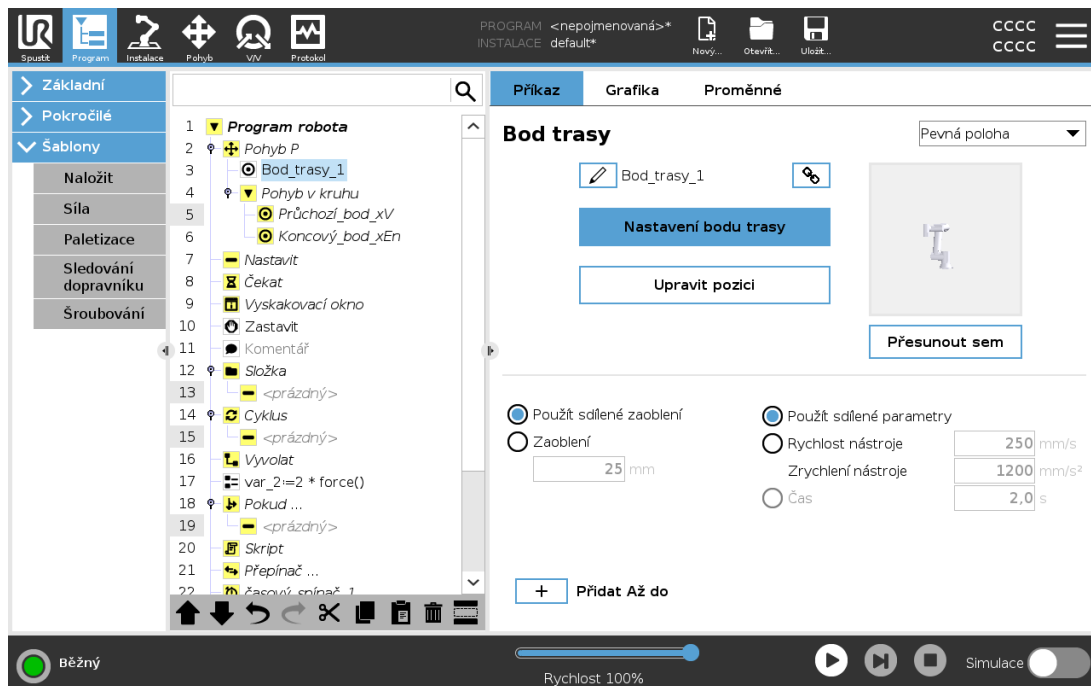 UR
Spustit
Program
Instalace
Pohyb
V/V
Protokol
PROGRAM <nepojmenovaná>*
INSTALACE default*
Nový...
Otevřít...
Uložit...
CCCC
CCCC
Základní
Pokročilé
Šablony
Naložit
Síla
Paletizace
Sledování
dopravníku
Šroubování
1 Program robota
2 Pohyb P
3 Bod_trasy_1
4 Pohyb v kruhu
5 Průchozí_bod_xV
6 Koncový_bod_xEn
7 Nastavit
8 Čekat
9 Vyskakovací okno
10 Zastavit
11 Komentář
12 Složka
13 <prázdný>
14 Cyklus
15 <prázdný>
16 Vyvolat
17 var_2:=2 * force()
18 Pokud ...
19 <prázdný>
20 Skript
21 Přepínač ...
22 časový_spínač_1
Příkaz
Grafika
Proměnné
Bod trasy
Pevná poloha
Bod_trasy_1
Nastavení bodu trasy
Upravit pozici
Přesunout sem
Použít sdílené zaoblení
Zaoblení
25 mm
Použít sdílené parametry
Rychlost nástroje 250 mm/s
Zrychlení nástroje 1200 mm/s²
Čas 2,0 s
+ Přidat Až do
Běžný
Rychlost 100%
Simulace